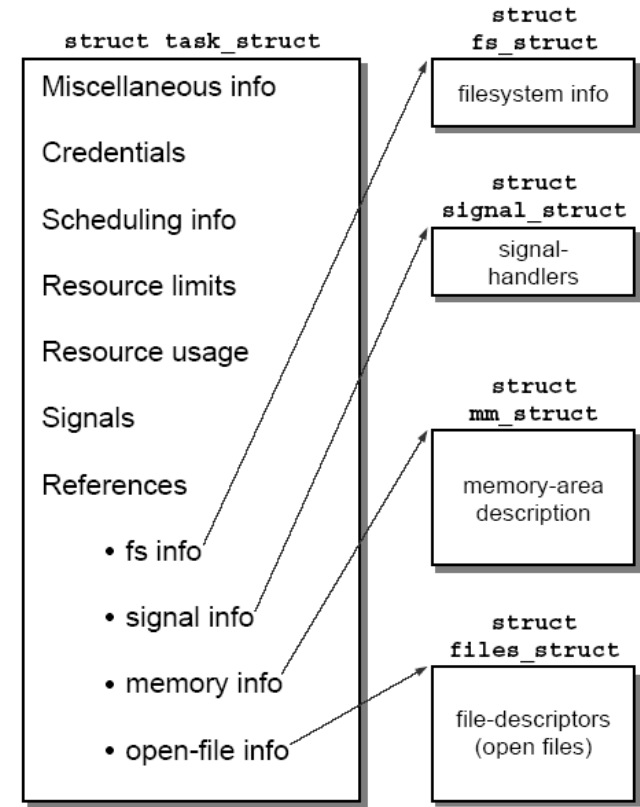 struct task_struct
Miscellaneous info
Credentials
Scheduling info
Resource limits
Resource usage
Signals
References
• fs info
• signal info
• memory info
• open-file info
struct
fs_struct
filesystem info
struct
signal_struct
signal-
handlers
struct
mm_struct
memory-area
description
struct
files_struct
file-descriptors
(open files)